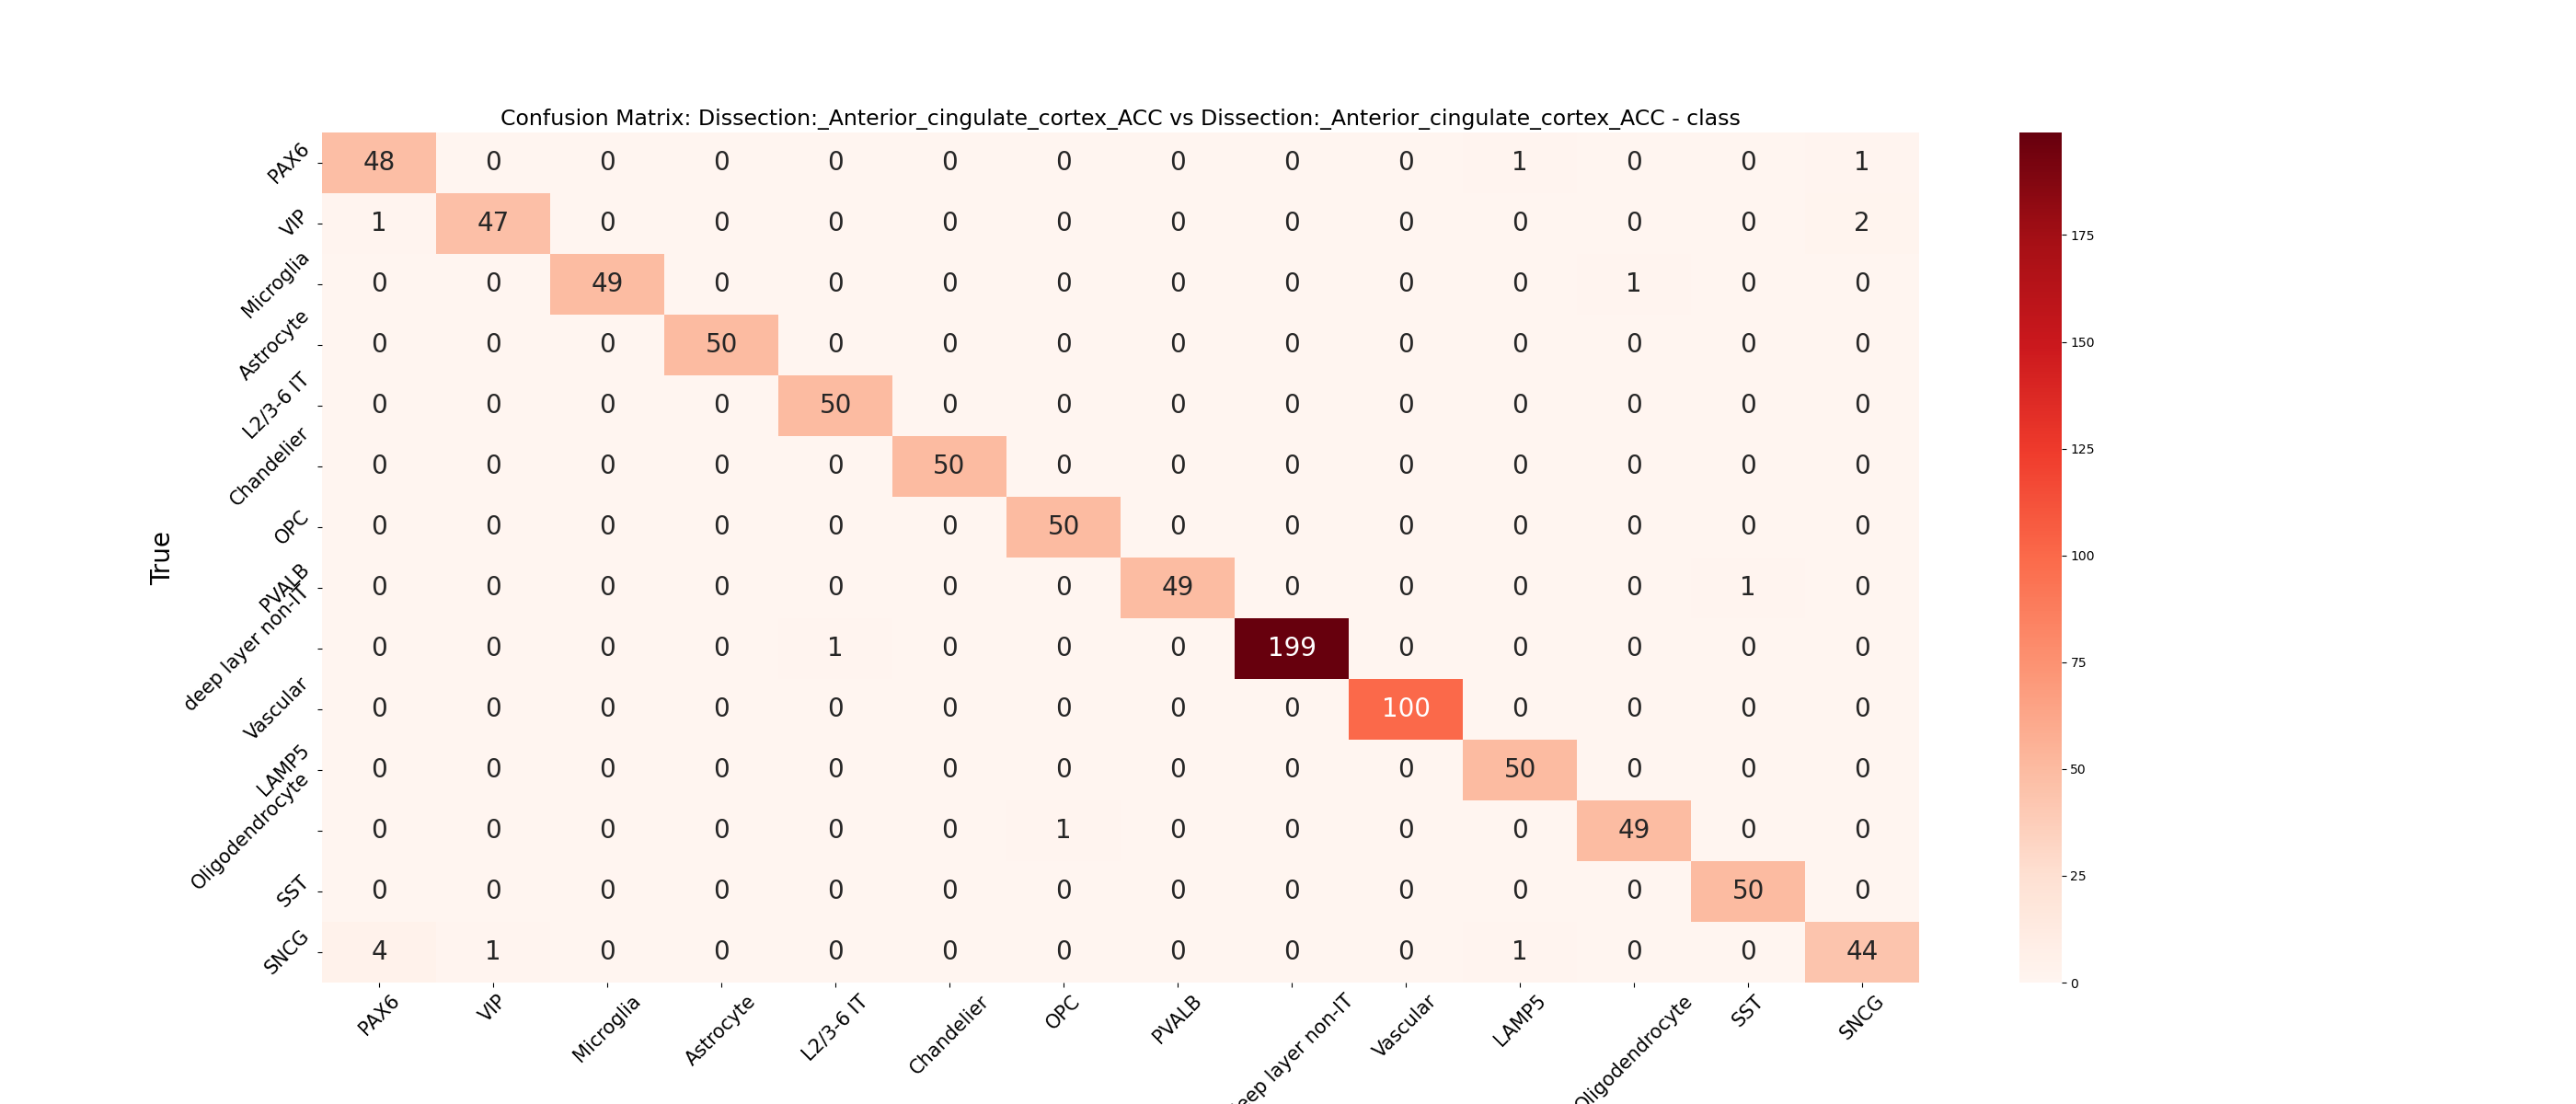 Confusion Matrix: Dissection:_Anterior_cingulate_cortex_ACC vs Dissection:_Anterior_cingulate_cortex_ACC - class
True
PAX6 48 0 0 0 0 0 0 0 0 0 1 0 0 1
VIP 1 47 0 0 0 0 0 0 0 0 0 0 0 2
Microglia 0 0 49 0 0 0 0 0 0 0 0 1 0 0
Astrocyte 0 0 0 50 0 0 0 0 0 0 0 0 0 0
L2/3-6 IT 0 0 0 0 50 0 0 0 0 0 0 0 0 0
Chandelier 0 0 0 0 0 50 0 0 0 0 0 0 0 0
OPC 0 0 0 0 0 0 50 0 0 0 0 0 0 0
PVALB 0 0 0 0 0 0 0 49 0 0 0 0 1 0
deep layer non-IT 0 0 0 0 1 0 0 0 199 0 0 0 0 0
Vascular 0 0 0 0 0 0 0 0 0 100 0 0 0 0
LAMP5 0 0 0 0 0 0 0 0 0 0 50 0 0 0
Oligodendrocyte 0 0 0 0 0 0 1 0 0 0 0 49 0 0
SST 0 0 0 0 0 0 0 0 0 0 0 0 50 0
SNCG 4 1 0 0 0 0 0 0 0 0 1 0 0 44
PAX6 VIP Microglia Astrocyte L2/3-6 IT Chandelier OPC PVALB eep layer non-IT Vascular LAMP5 Oligodendrocyte SST SNCG
175
150
125
100
75
50
25
0